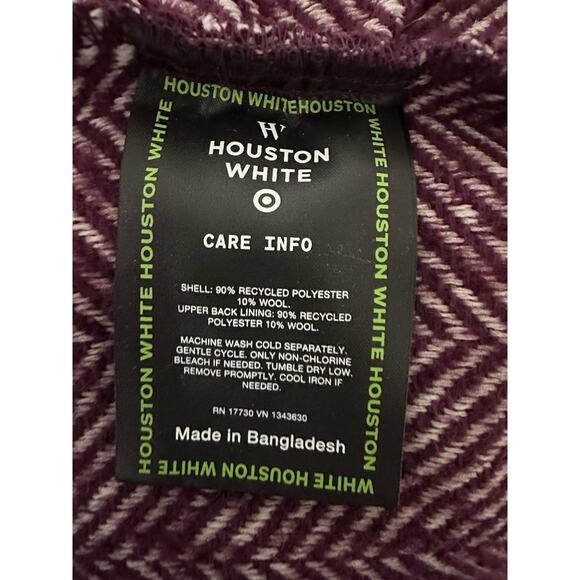 HOUSTON WHITEHOUSTON
WHITE HOUSTON WHITE HOUSTON WHITE
HOUSTON WHITE HOUSTON WHITE
W
HOUSTON
WHITE
CARE INFO
SHELL: 90% RECYCLED POLYESTER
10% WOOL.
UPPER BACK LINING: 90% RECYCLED
POLYESTER 10% WOOL.
MACHINE WASH COLD SEPARATELY.
GENTLE CYCLE. ONLY NON-CHLORINE
BLEACH IF NEEDED. TUMBLE DRY LOW.
REMOVE PROMPTLY. COOL IRON IF
NEEDED.
RN 17730 VN 1343630
Made in Bangladesh
WHITE HOUSTON WHITE